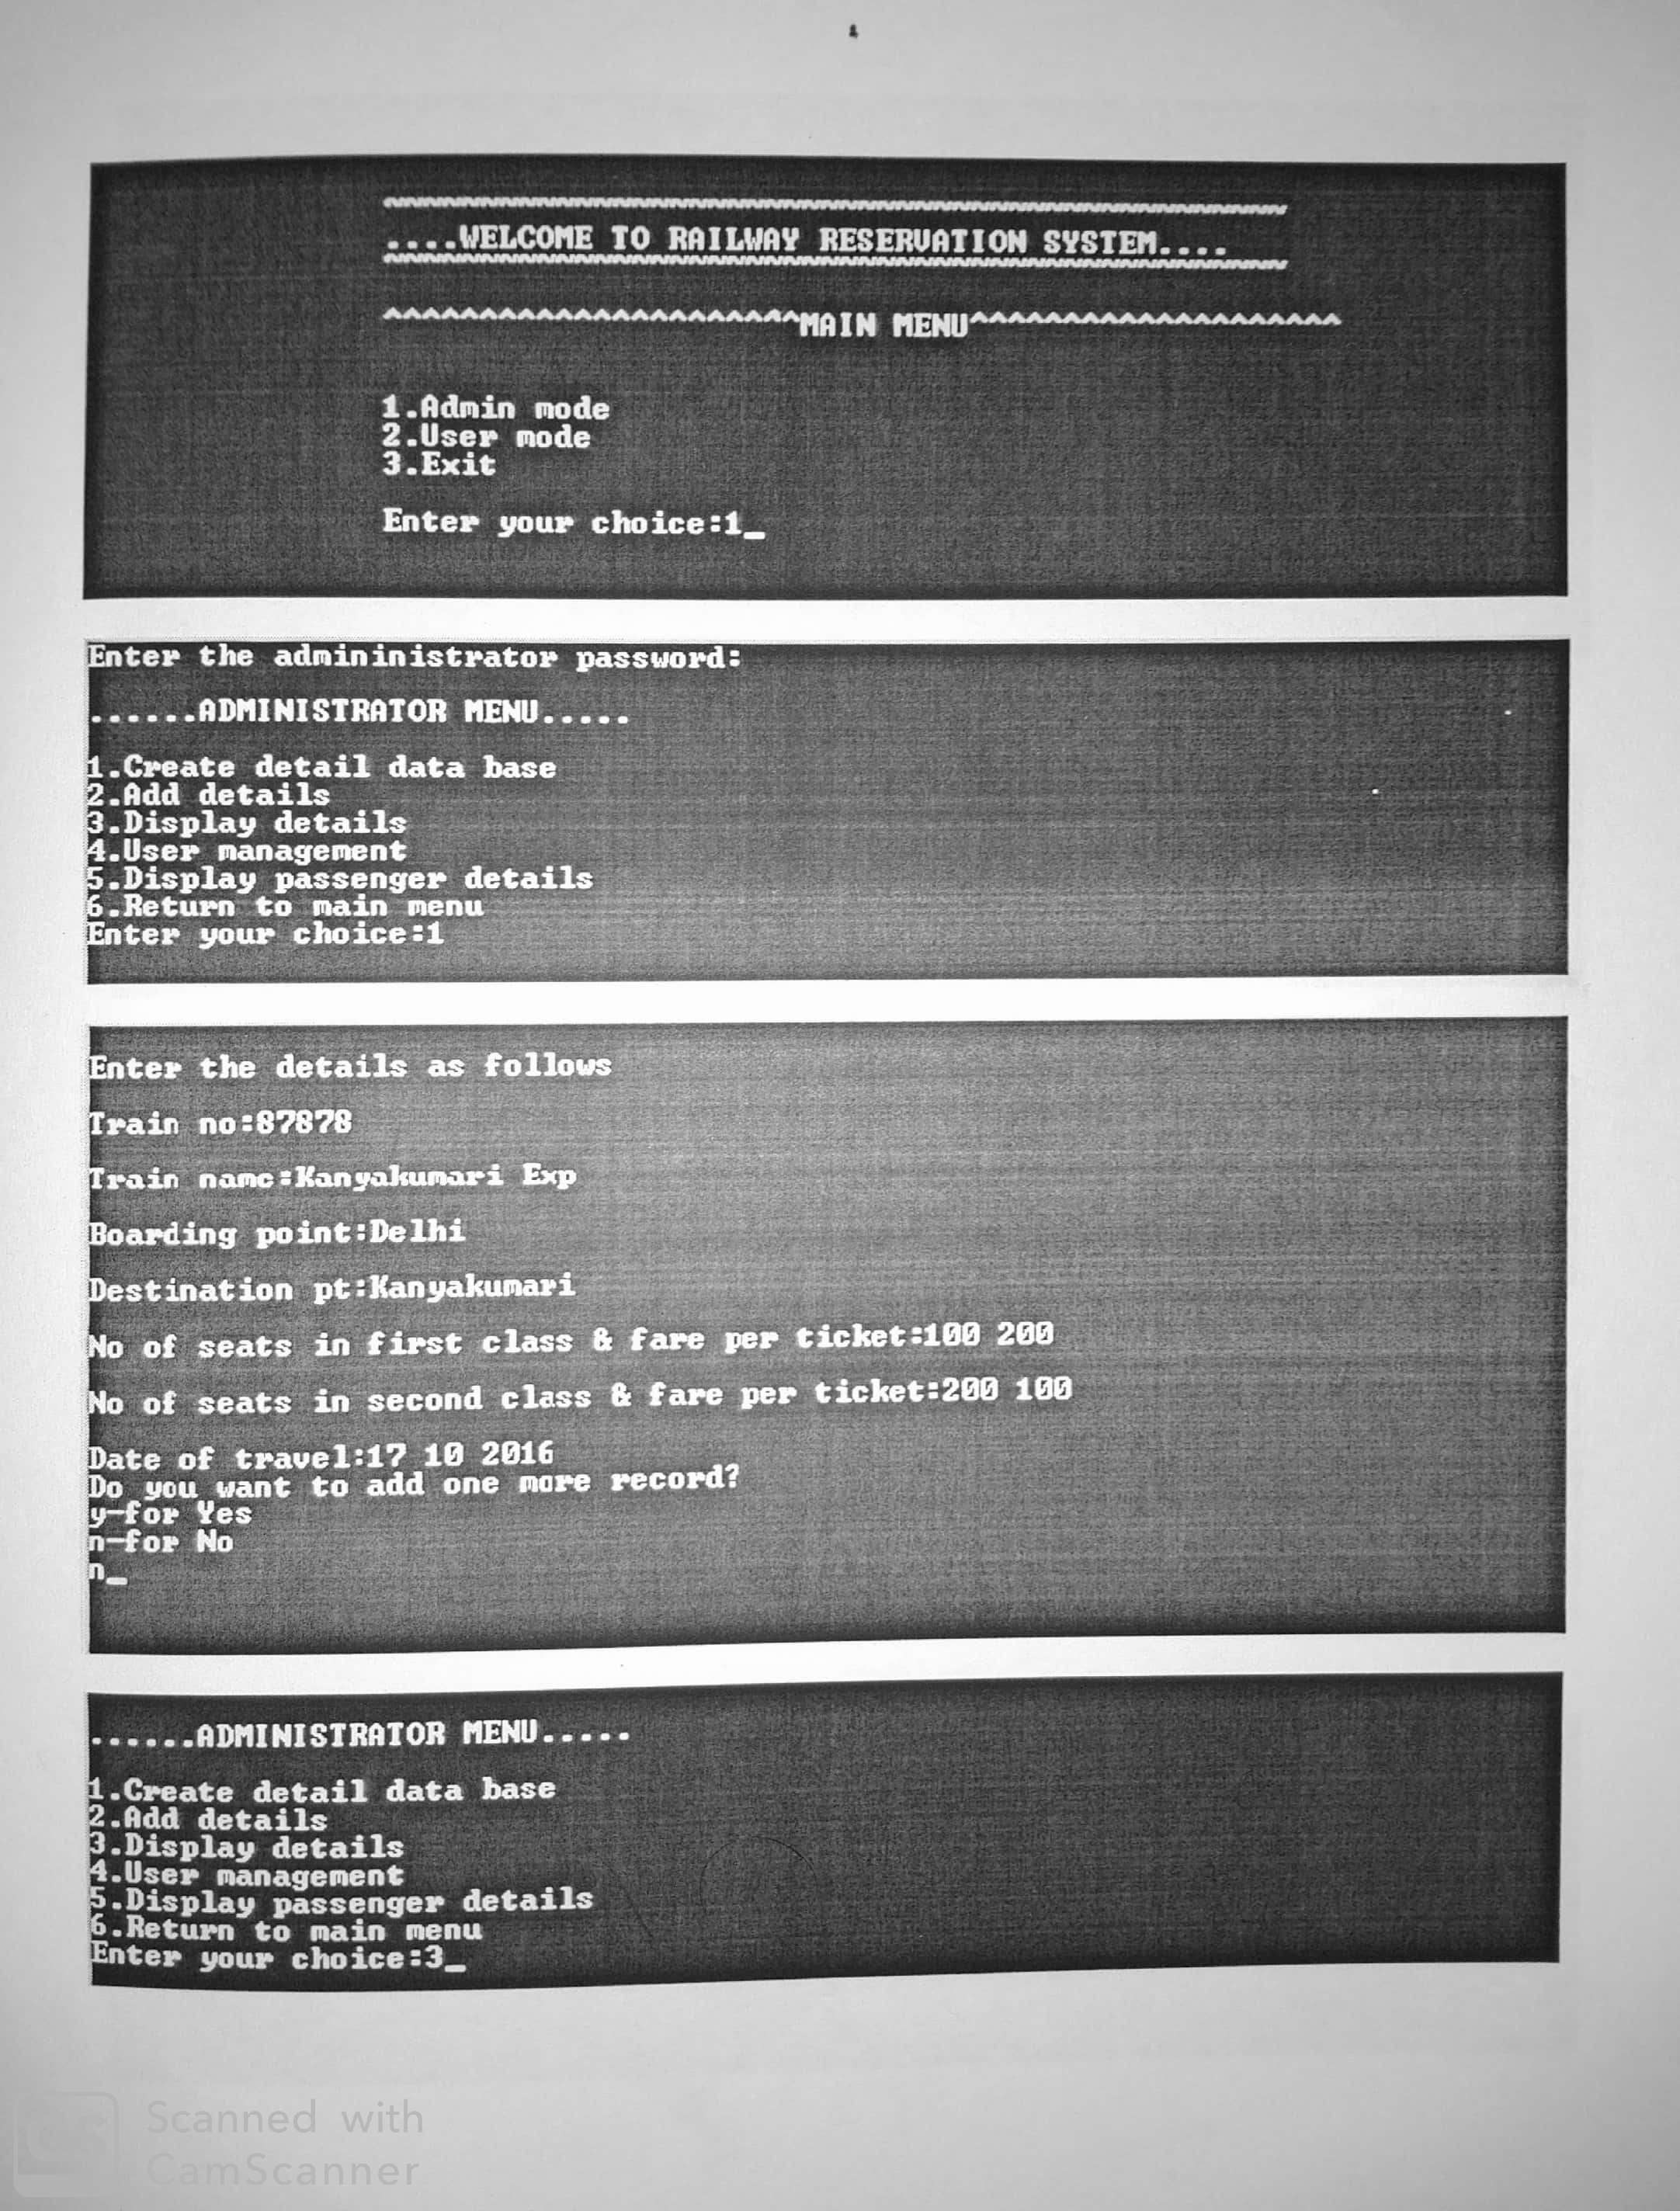 ~~~~~~~~~~~~~~~~~~~~~~~~~~~~~~~~~~~~~~~~~~~~~~~~
....WELCOME TO RAILWAY RESERVATION SYSTEM....
~~~~~~~~~~~~~~~~~~~~~~~~~~~~~~~~~~~~~~~~~~~~~~~~
^^^^^^^^^^^^^^^^^^^^^^MAIN MENU^^^^^^^^^^^^^^^^^^^^
1.Admin mode
2.User mode
3.Exit
Enter your choice:1_
Enter the admininistrator password:
......ADMINISTRATOR MENU.....
1.Create detail data base
2.Add details
3.Display details
4.User management
5.Display passenger details
6.Return to main menu
Enter your choice:1
Enter the details as follows
Train no:87878
Train name:Kanyakumari Exp
Boarding point:Delhi
Destination pt:Kanyakumari
No of seats in first class & fare per ticket:100 200
No of seats in second class & fare per ticket:200 100
Date of travel:17 10 2016
Do you want to add one more record?
y-for Yes
n-for No
n_
......ADMINISTRATOR MENU.....
1.Create detail data base
2.Add details
3.Display details
4.User management
5.Display passenger details
6.Return to main menu
Enter your choice:3_
CS Scanned with
CamScanner